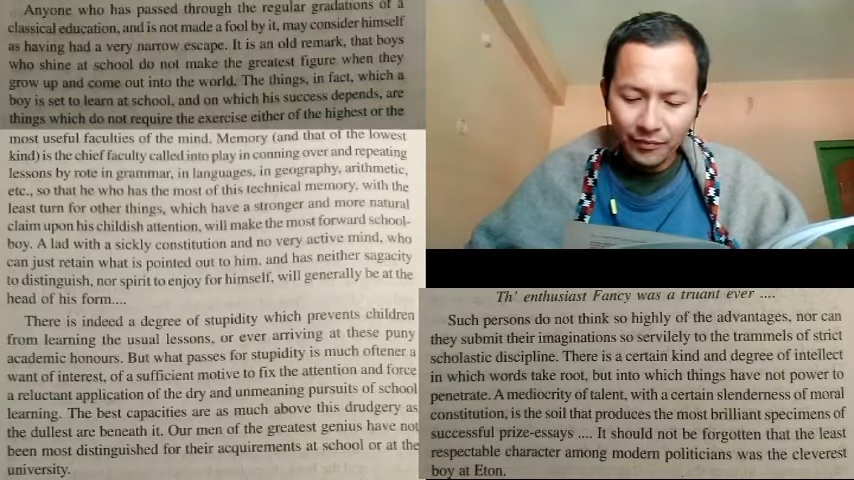 Anyone who has passed through the regular gradations of a
classical education, and is not made a fool by it, may consider himself
as having had a very narrow escape. It is an old remark, that boys
who shine at school do not make the greatest figure when they
grow up and come out into the world. The things, in fact, which a
boy is set to learn at school, and on which his success depends, are
things which do not require the exercise either of the highest or the
most useful faculties of the mind. Memory (and that of the lowest
kind) is the chief faculty called into play in conning over and repeating
lessons by rote in grammar, in languages, in geography, arithmetic,
etc., so that he who has the most of this technical memory, with the
least turn for other things, which have a stronger and more natural
claim upon his childish attention, will make the most forward school-
boy. A lad with a sickly constitution and no very active mind, who
can just retain what is pointed out to him, and has neither sagacity
to distinguish, nor spirit to enjoy for himself, will generally be at the
head of his form....
There is indeed a degree of stupidity which prevents children
from learning the usual lessons, or ever arriving at these puny
academic honours. But what passes for stupidity is much oftener a
want of interest, of a sufficient motive to fix the attention and force
a reluctant application of the dry and unmeaning pursuits of school
learning. The best capacities are as much above this drudgery as
the dullest are beneath it. Our men of the greatest genius have not
been most distinguished for their acquirements at school or at the
university.
Th' enthusiast Fancy was a truant ever ....
Such persons do not think so highly of the advantages, nor can
they submit their imaginations so servilely to the trammels of strict
scholastic discipline. There is a certain kind and degree of intellect
in which words take root, but into which things have not power to
penetrate. A mediocrity of talent, with a certain slenderness of moral
constitution, is the soil that produces the most brilliant specimens of
successful prize-essays .... It should not be forgotten that the least
respectable character among modern politicians was the cleverest
boy at Eton.